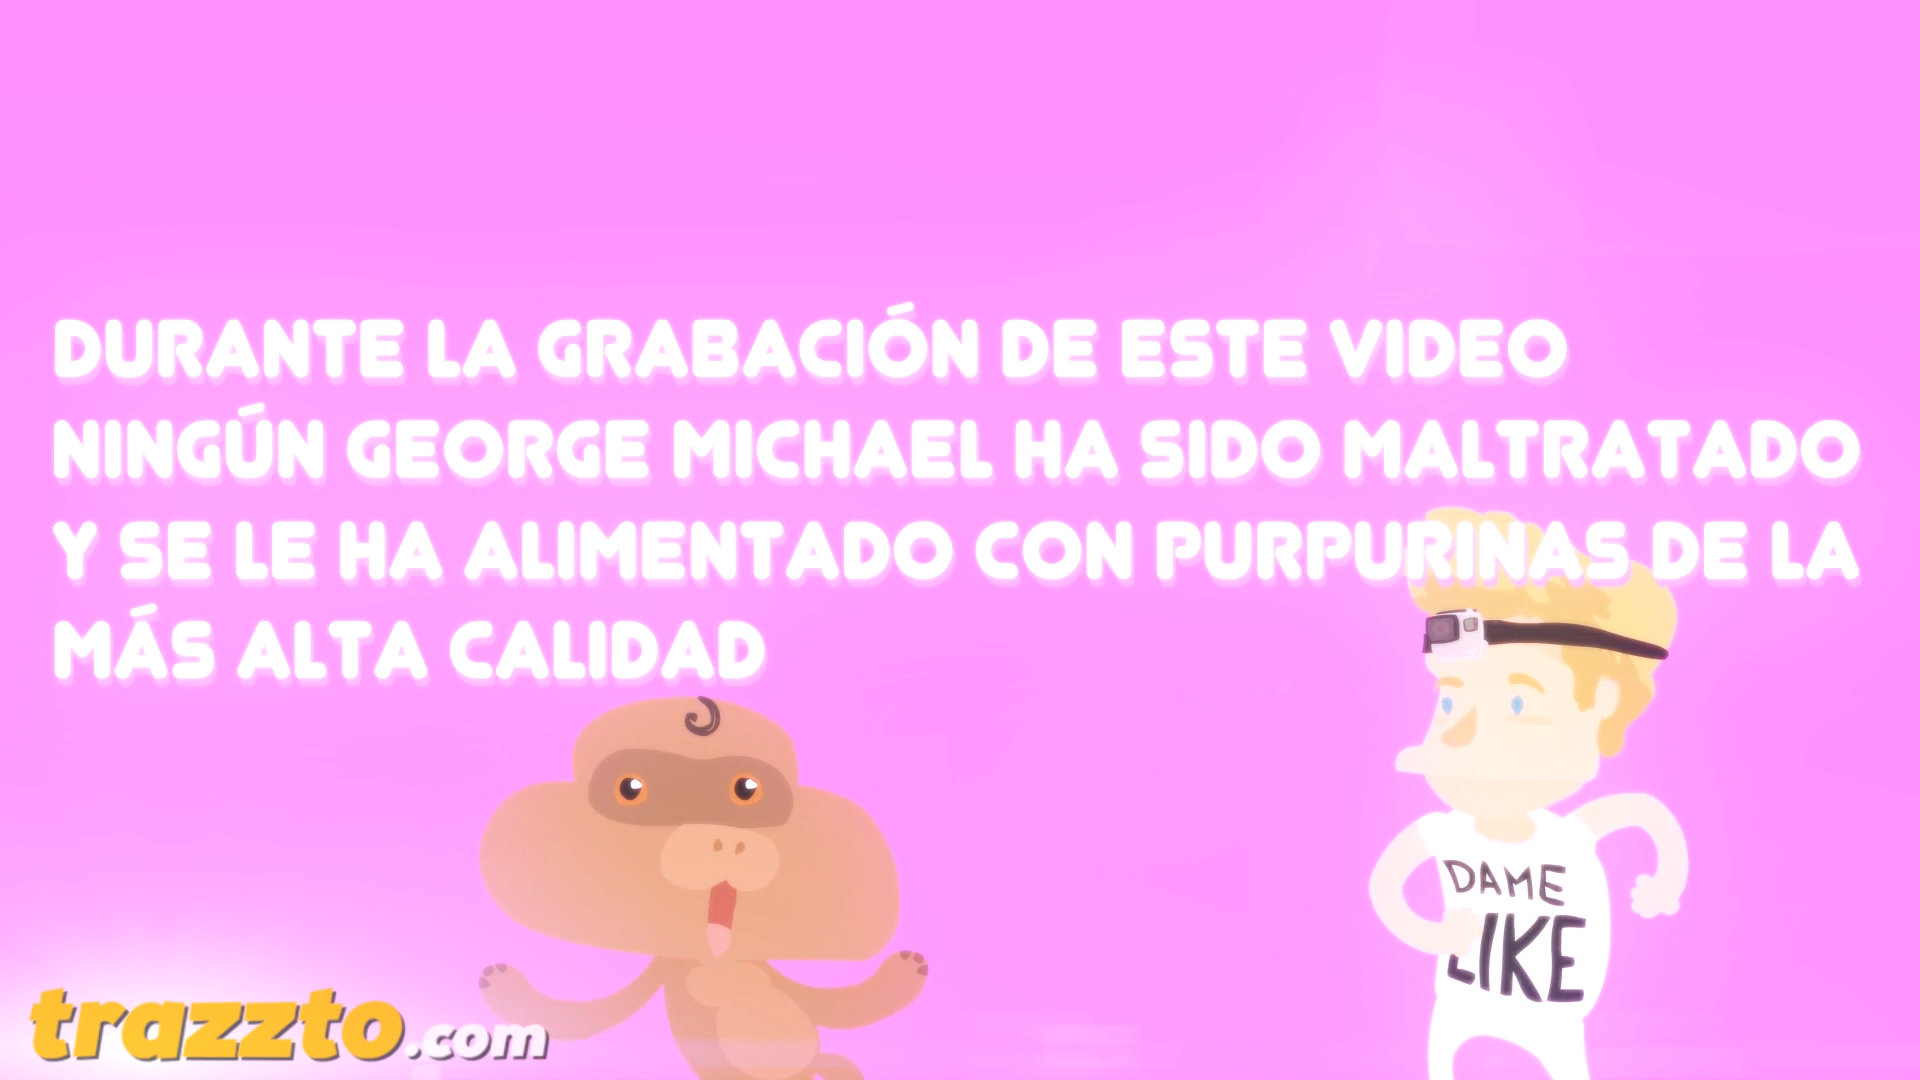 DURANTE LA GRABACIÓN DE ESTE VIDEO
NINGÚN GEORGE MICHAEL HA SIDO MALTRATADO
Y SE LE HA ALIMENTADO CON PURPURINAS DE LA
MÁS ALTA CALIDAD
DAME
LIKE
trazzto.com